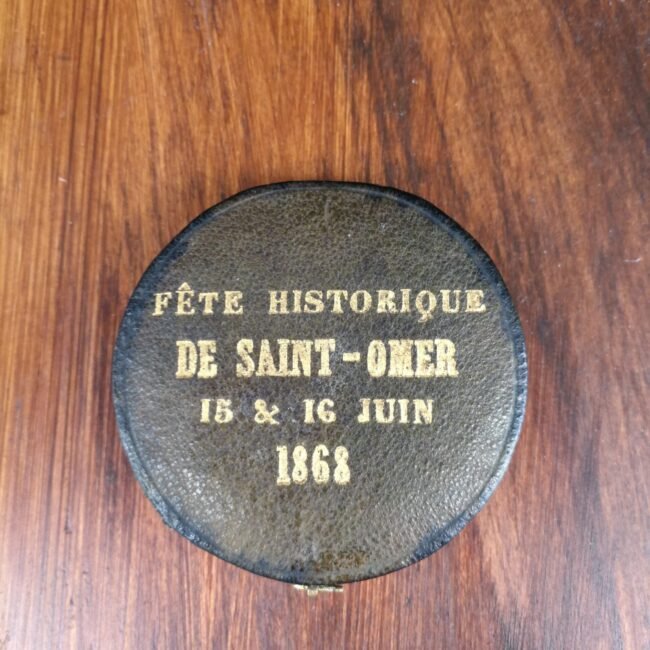 FÊTE HISTORIQUE
DE SAINT-OMER
15 & 16 JUIN
1868